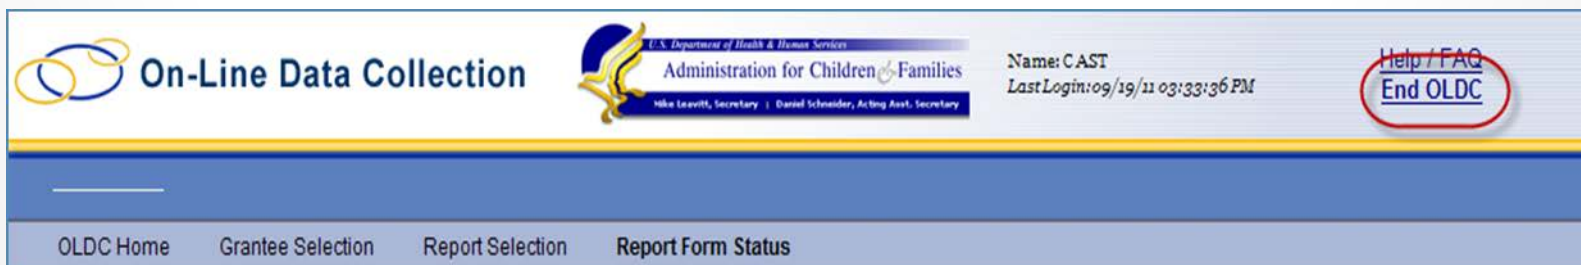 On-Line Data Collection
U.S. Department of Health & Human Services
Administration for Children & Families
Mike Leavitt, Secretary | Daniel Schneider, Acting Asst. Secretary
Name: CAST
Last Login: 09/19/11 03:33:36 PM
Help / FAQ
End OLDC
OLDC Home Grantee Selection Report Selection Report Form Status